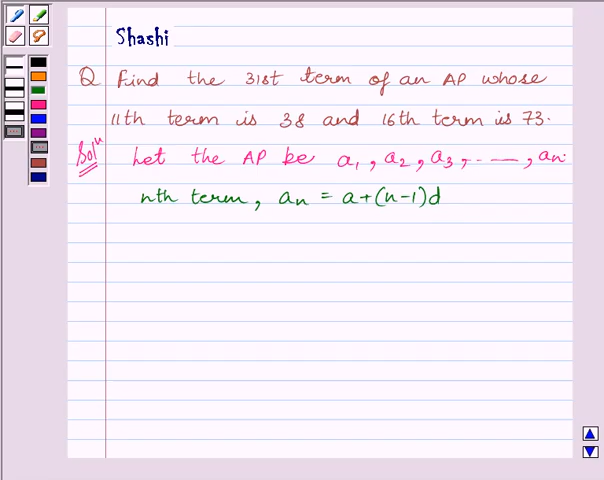 Shashi
Q Find the 31st term of an AP whose
11th term is 38 and 16th term is 73.
Solⁿ Let the AP be a₁, a₂, a₃, ----, an.
nth term, an = a+(n-1)d